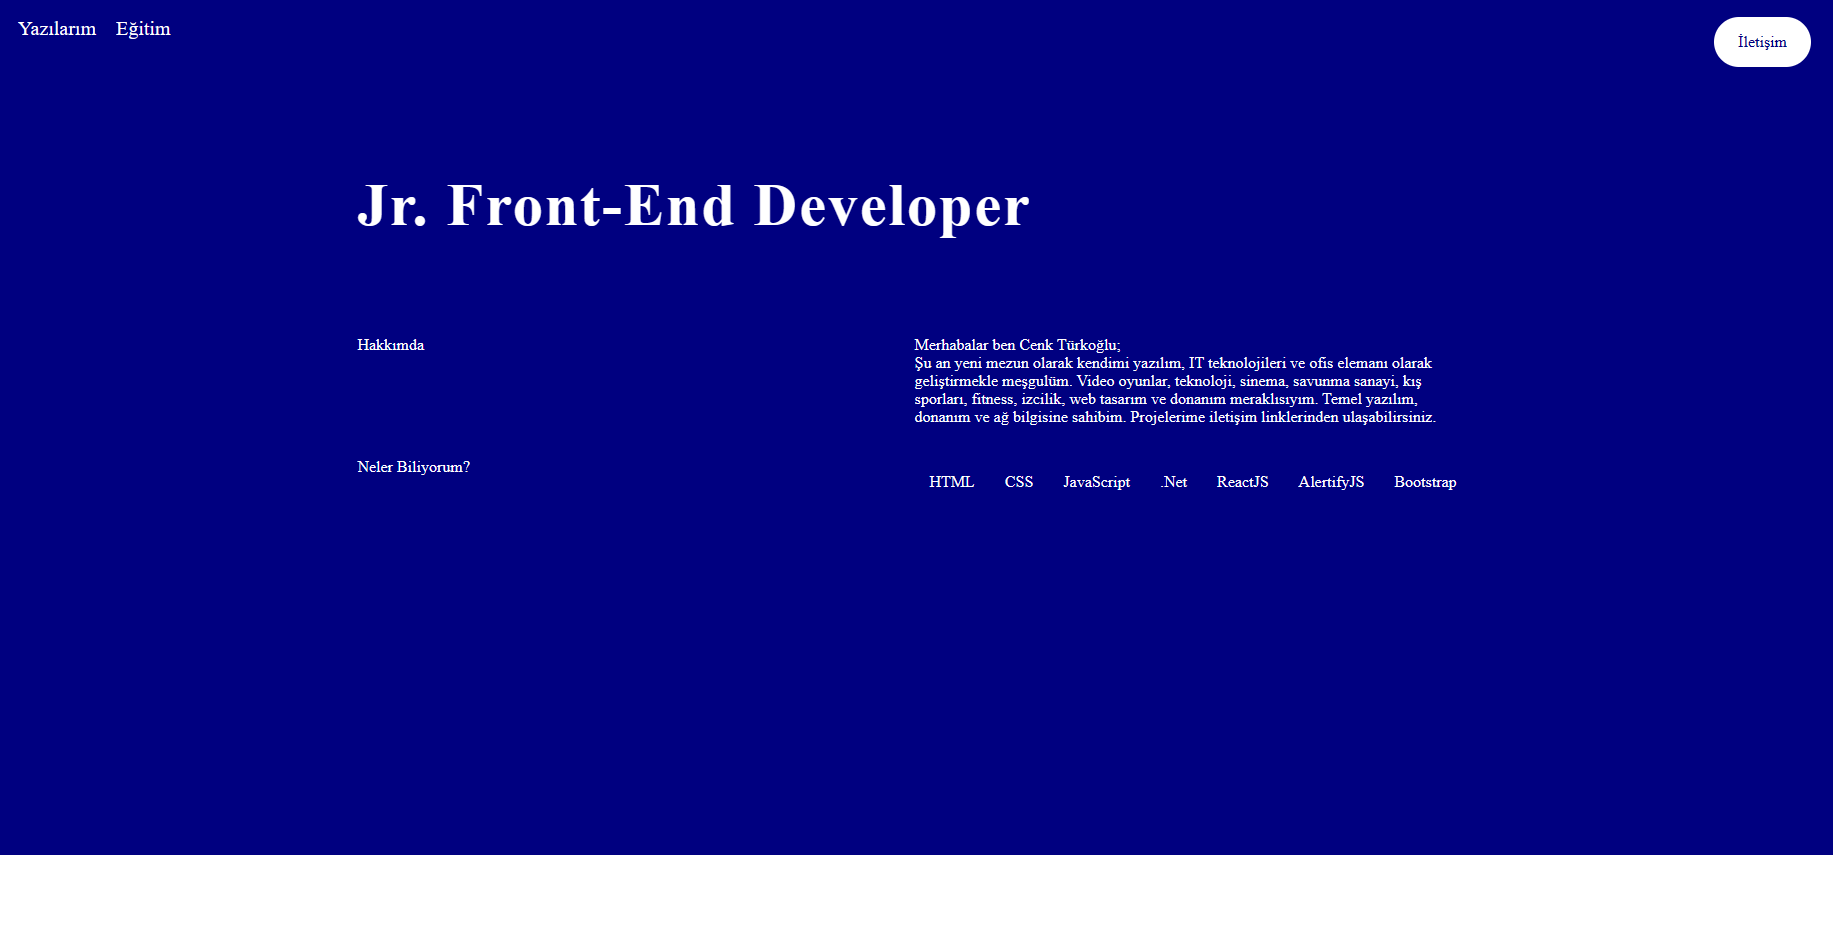 Yazılarım Eğitim İletişim
Jr. Front-End Developer
Hakkımda
Merhabalar ben Cenk Türkoğlu;
Şu an yeni mezun olarak kendimi yazılım, IT teknolojileri ve ofis elemanı olarak
geliştirmekle meşgulüm. Video oyunlar, teknoloji, sinema, savunma sanayi, kış
sporları, fitness, izcilik, web tasarım ve donanım meraklısıyım. Temel yazılım,
donanım ve ağ bilgisine sahibim. Projelerime iletişim linklerinden ulaşabilirsiniz.
Neler Biliyorum?
HTML CSS JavaScript .Net ReactJS AlertifyJS Bootstrap